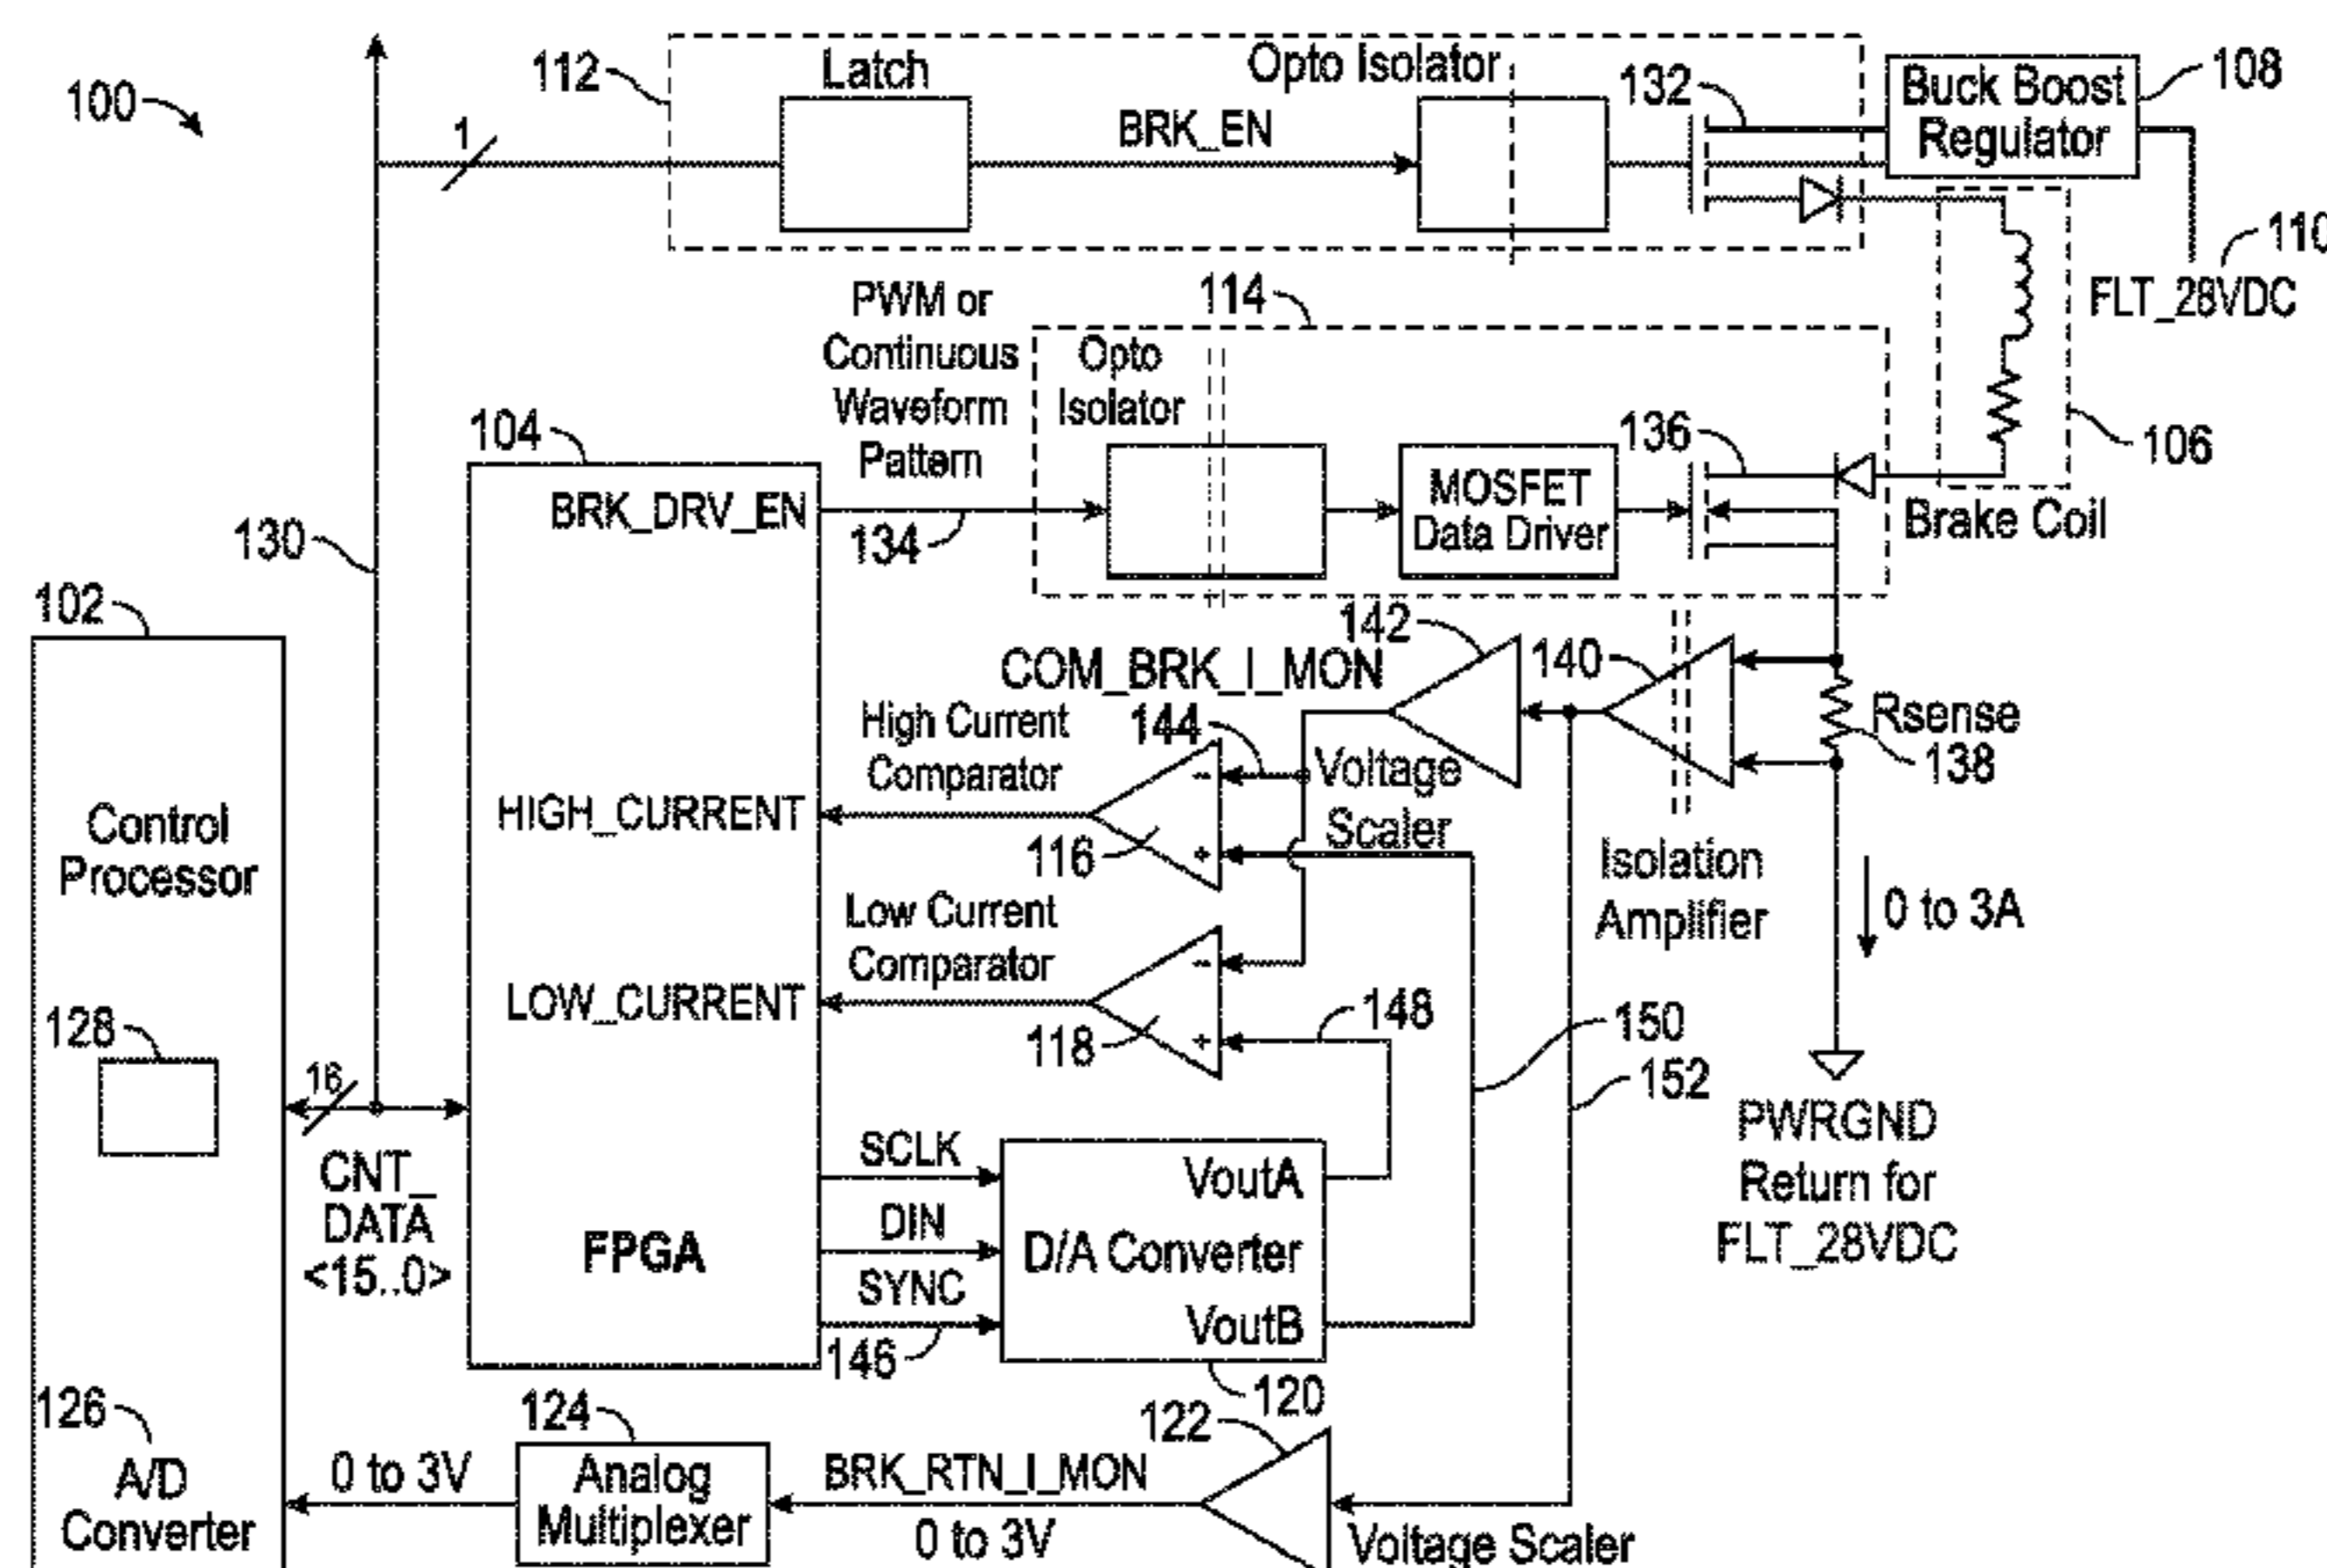 100
112
Latch
Opto Isolator
132
Buck Boost
Regulator
108
1
BRK_EN
110
FLT_28VDC
PWM or
Continuous
Waveform
Pattern
114
Opto
Isolator
104
BRK_DRV_EN
134
MOSFET
Data Driver
136
106
Brake Coil
130
102
142
COM_BRK_I_MON
140
High Current
Comparator
144
Voltage
Scaler
Rsense
138
-
+
Control
Processor
HIGH_CURRENT
116
Isolation
Amplifier
0 to 3A
Low Current
Comparator
-
+
LOW_CURRENT
118
148
150
152
128
16
CNT_
DATA
<15..0>
SCLK
DIN
SYNC
146
FPGA
VoutA
D/A Converter
VoutB
120
PWRGND
Return for
FLT_28VDC
126
A/D
Converter
0 to 3V
124
Analog
Multiplexer
BRK_RTN_I_MON
0 to 3V
122
Voltage Scaler